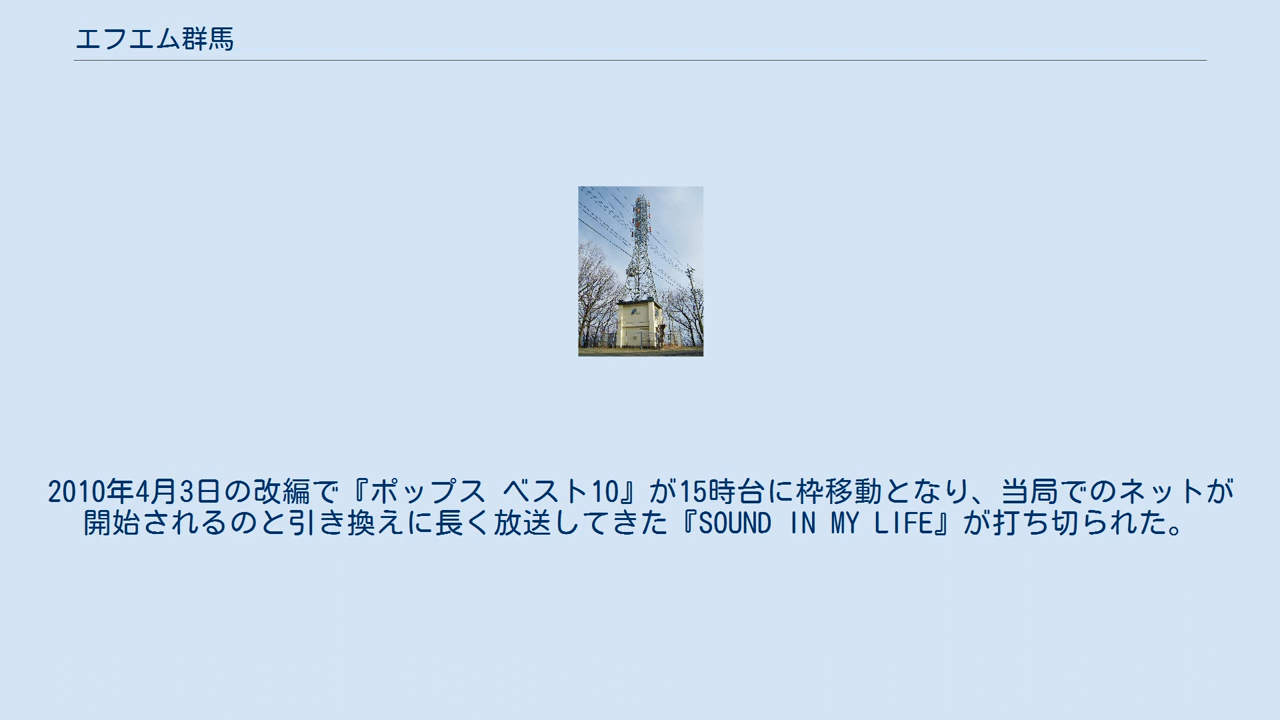 エフエム群馬
2010年4月3日の改編で『ポップス ベスト10』が15時台に枠移動となり、当局でのネットが
開始されるのと引き換えに長く放送してきた『SOUND IN MY LIFE』が打ち切られた。